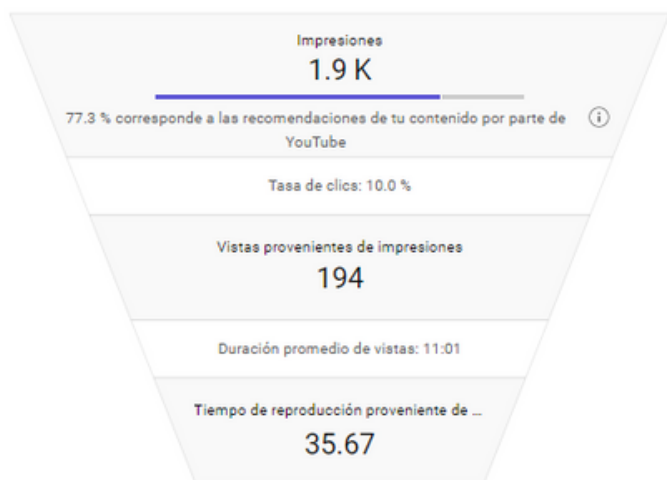 Impresiones
1.9 K
77.3 % corresponde a las recomendaciones de tu contenido por parte de
YouTube
Tasa de clics: 10.0 %
Vistas provenientes de impresiones
194
Duración promedio de vistas: 11:01
Tiempo de reproducción proveniente de ...
35.67